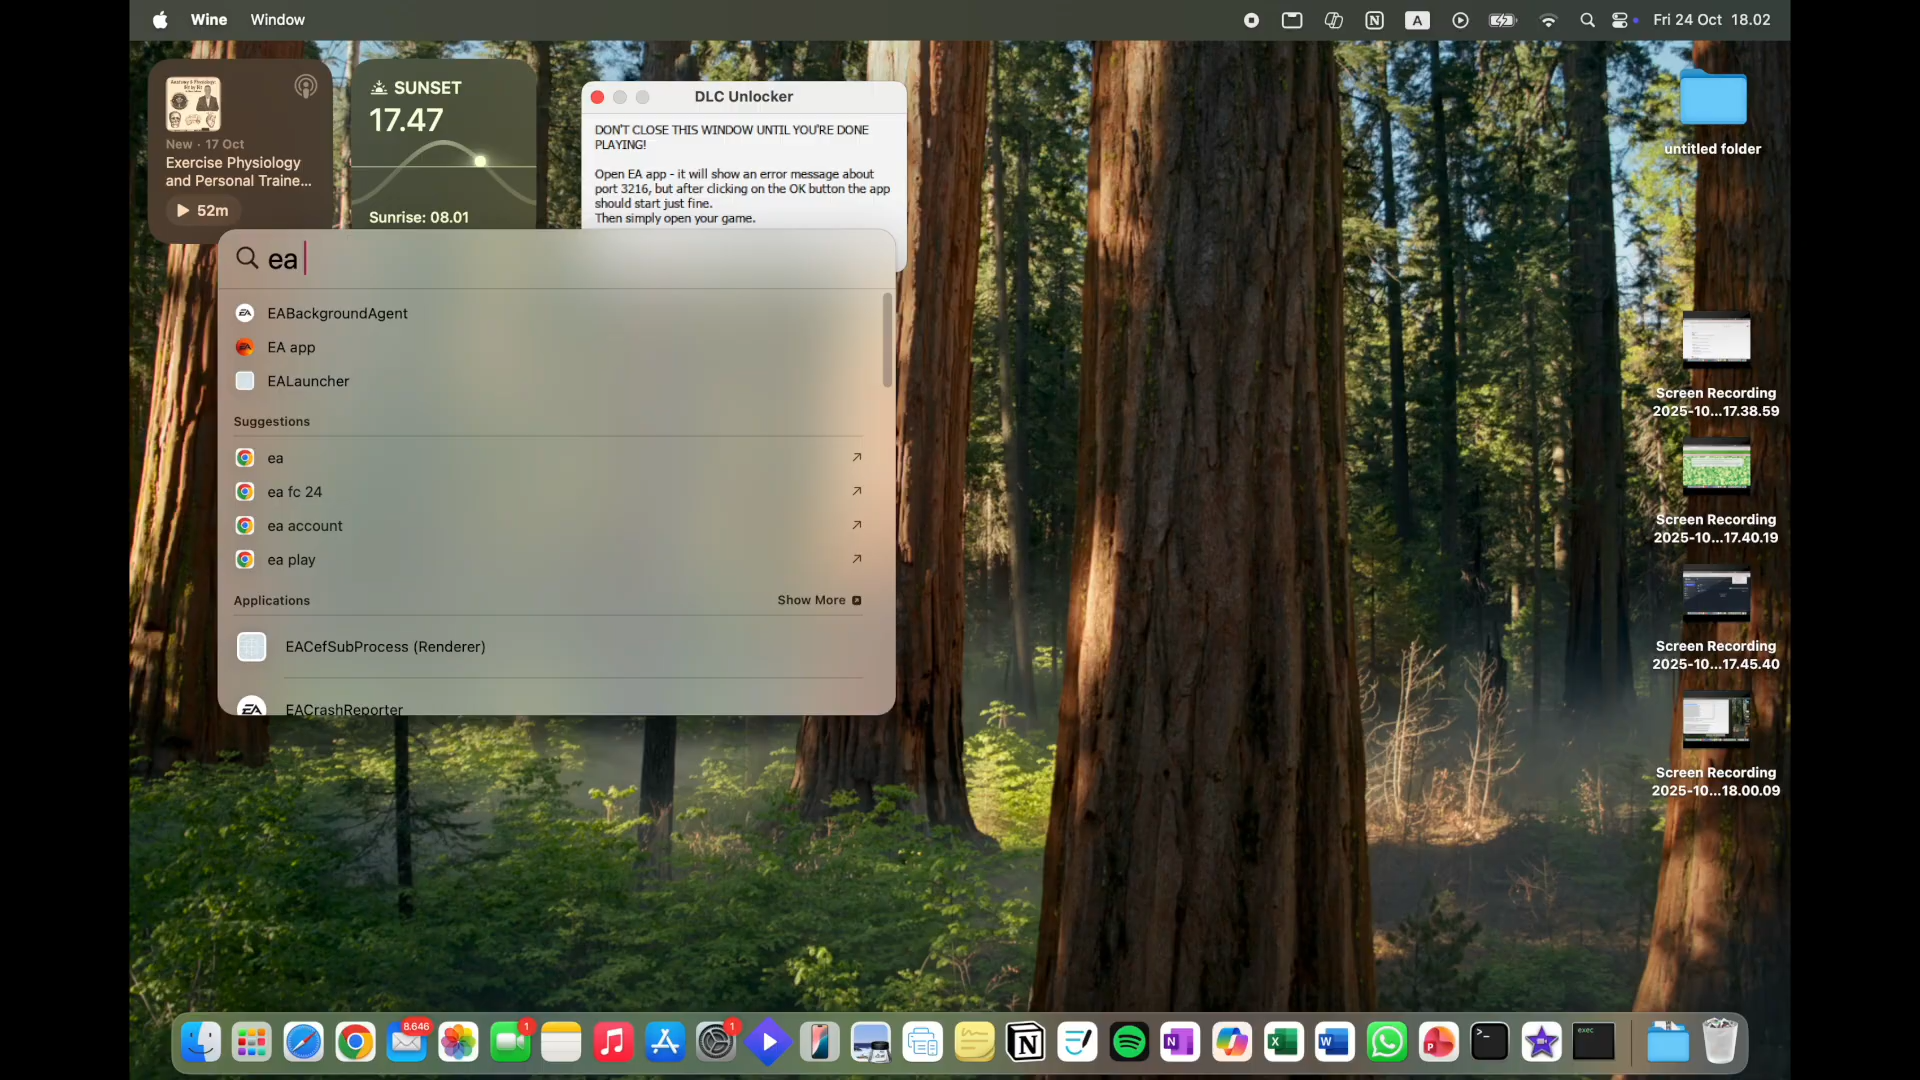 Wine
Window
A
Fri 24 Oct 18.02
New · 17 Oct
Exercise Physiology
and Personal Traine...
52m
SUNSET
17.47
Sunrise: 08.01
DLC Unlocker
DON'T CLOSE THIS WINDOW UNTIL YOU'RE DONE
PLAYING!
Open EA app - it will show an error message about
port 3216, but after clicking on the OK button the app
should start just fine.
Then simply open your game.
ea
EABackgroundAgent
EA app
EALauncher
Suggestions
ea
ea fc 24
ea account
ea play
Applications
Show More
EACefSubProcess (Renderer)
EACrashReporter
untitled folder
Screen Recording
2025-10...17.38.59
Screen Recording
2025-10...17.40.19
Screen Recording
2025-10...17.45.40
Screen Recording
2025-10...18.00.09
8.646
1
1
exec